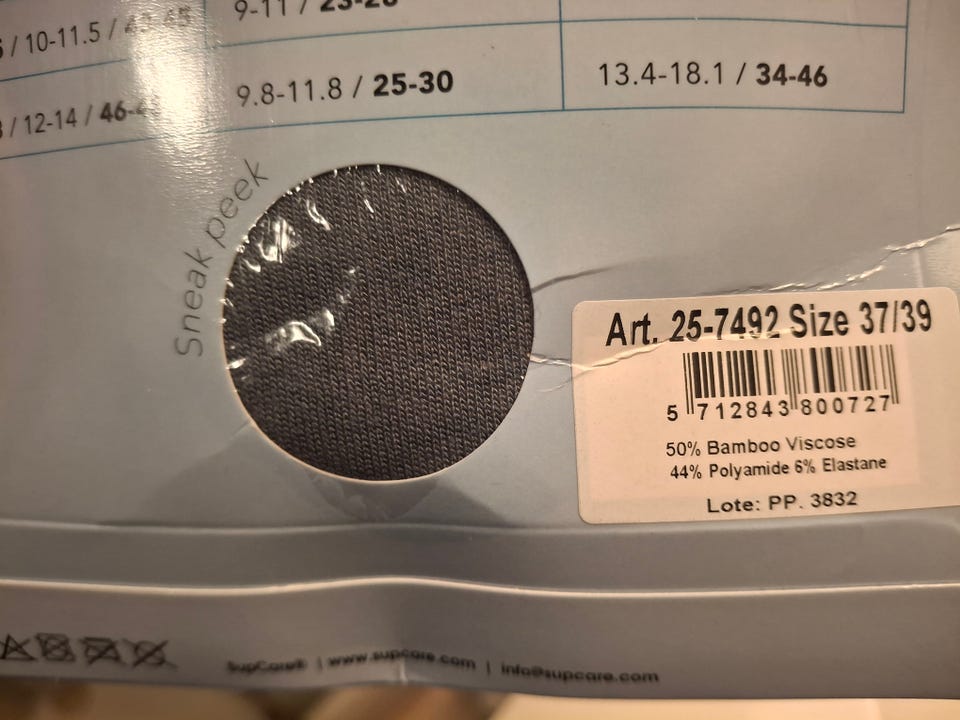 9-11 / 23-28
/ 10-11.5 /
9.8-11.8 / 25-30
13.4-18.1 / 34-46
/ 12-14 /
Sneak peek
Art. 25-7492 Size 37/39
5 712843 800727
50% Bamboo Viscose
44% Polyamide 6% Elastane
Lote: PP. 3832
SupCare® | www.supcare.com | info@supcare.com